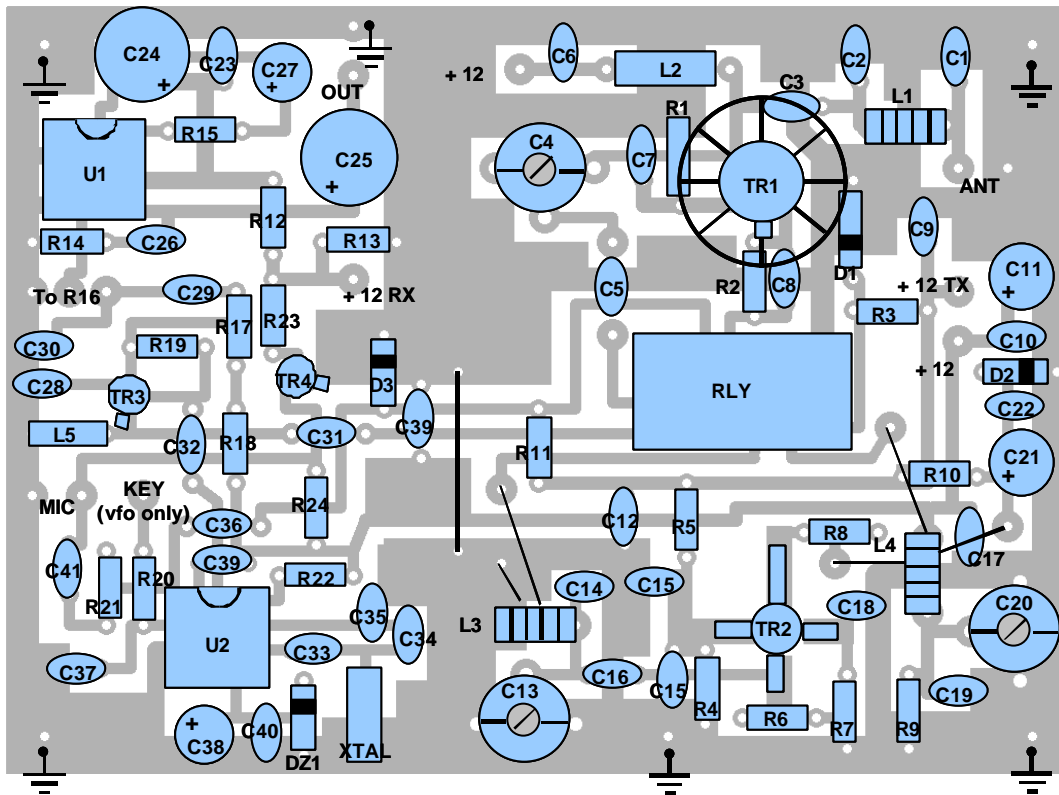 C24
C23
C27
OUT
+ 12
C6
L2
C2
C1
C3
L1
R1
R15
C4
C7
C25
U1
TR1
ANT
R12
R14
C26
R13
C9
D1
C11
To R16
C29
+ 12 RX
C5
R2
C8
+ 12 TX
R3
R17
R23
C30
R19
C10
C28
TR3
TR4
D3
RLY
+ 12
D2
C22
L5
C32
R18
C31
C39
R11
R10
C21
MIC
KEY
(vfo only)
R24
C36
C12
R5
R8
L4
C17
C39
C41
R21
R20
R22
C14
C15
C35
C34
C18
C20
L3
U2
C33
TR2
C37
C16
C15
R4
C19
C13
R6
R7
R9
C38
C40
DZ1
XTAL